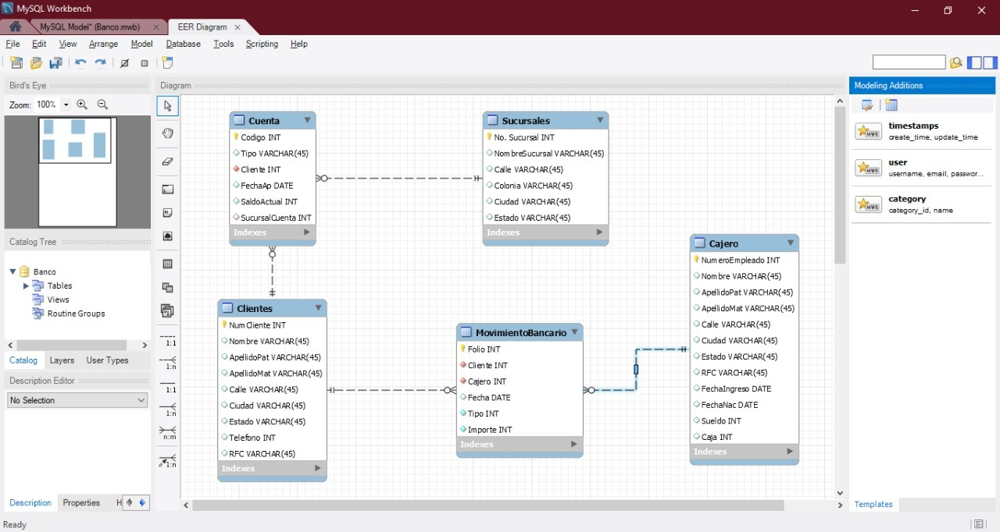 MySQL Workbench
MySQL Model* (Banco.mwb)
EER Diagram
File Edit View Arrange Model Database Tools Scripting Help
Bird's Eye
Zoom: 100%
Catalog Tree
Banco
Tables
Views
Routine Groups
Catalog Layers User Types
Description Editor
No Selection
Description Properties H
Ready
Diagram
1:1
1:n
1:1
1:n
n:m
1:n
Cuenta
Codigo INT
Tipo VARCHAR(45)
Cliente INT
FechaAp DATE
SaldoActual INT
SucursalCuenta INT
Indexes
Sucursales
No. Sucursal INT
NombreSucursal VARCHAR(45)
Calle VARCHAR(45)
Colonia VARCHAR(45)
Ciudad VARCHAR(45)
Estado VARCHAR(45)
Indexes
Clientes
NumCliente INT
Nombre VARCHAR(45)
ApellidoPat VARCHAR(45)
ApellidoMat VARCHAR(45)
Calle VARCHAR(45)
Ciudad VARCHAR(45)
Estado VARCHAR(45)
Telefono INT
RFC VARCHAR(45)
Indexes
MovimientoBancario
Folio INT
Cliente INT
Cajero INT
Fecha DATE
Tipo INT
Importe INT
Indexes
Cajero
NumeroEmpleado INT
Nombre VARCHAR(45)
ApellidoPat VARCHAR(45)
ApellidoMat VARCHAR(45)
Calle VARCHAR(45)
Ciudad VARCHAR(45)
Estado VARCHAR(45)
RFC VARCHAR(45)
FechaIngreso DATE
FechaNac DATE
Sueldo INT
Caja INT
Indexes
Modeling Additions
MWB
timestamps
create_time, update_time
MWB
user
username, email, passwor...
MWB
category
category_id, name
Templates